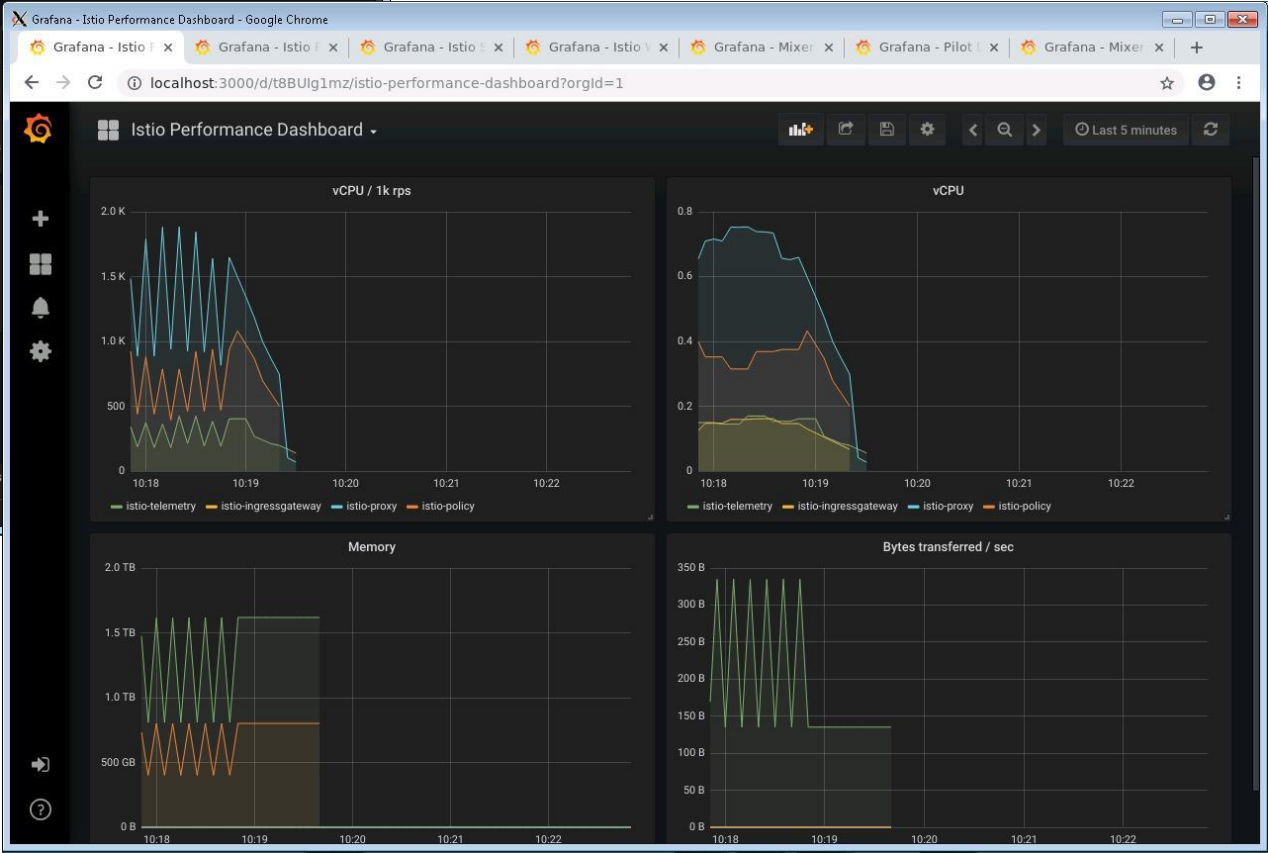 Grafana - Istio Performance Dashboard - Google Chrome
Grafana - Istio Grafana - Istio Grafana - Istio Grafana - Istio Grafana - Mixer Grafana - Pilot Grafana - Mixer
localhost:3000/d/t8BUIg1mz/istio-performance-dashboard?orgId=1
Istio Performance Dashboard
Last 5 minutes
vCPU / 1k rps
2.0 K
1.5 K
1.0 K
500
0
10:18 10:19 10:20 10:21 10:22
istio-telemetry istio-ingressgateway istio-proxy istio-policy
vCPU
0.8
0.6
0.4
0.2
0
10:18 10:19 10:20 10:21 10:22
istio-telemetry istio-ingressgateway istio-proxy istio-policy
Memory
2.0 TB
1.5 TB
1.0 TB
500 GB
0 B
10:18 10:19 10:20 10:21 10:22
Bytes transferred / sec
350 B
300 B
250 B
200 B
150 B
100 B
50 B
0 B
10:18 10:19 10:20 10:21 10:22